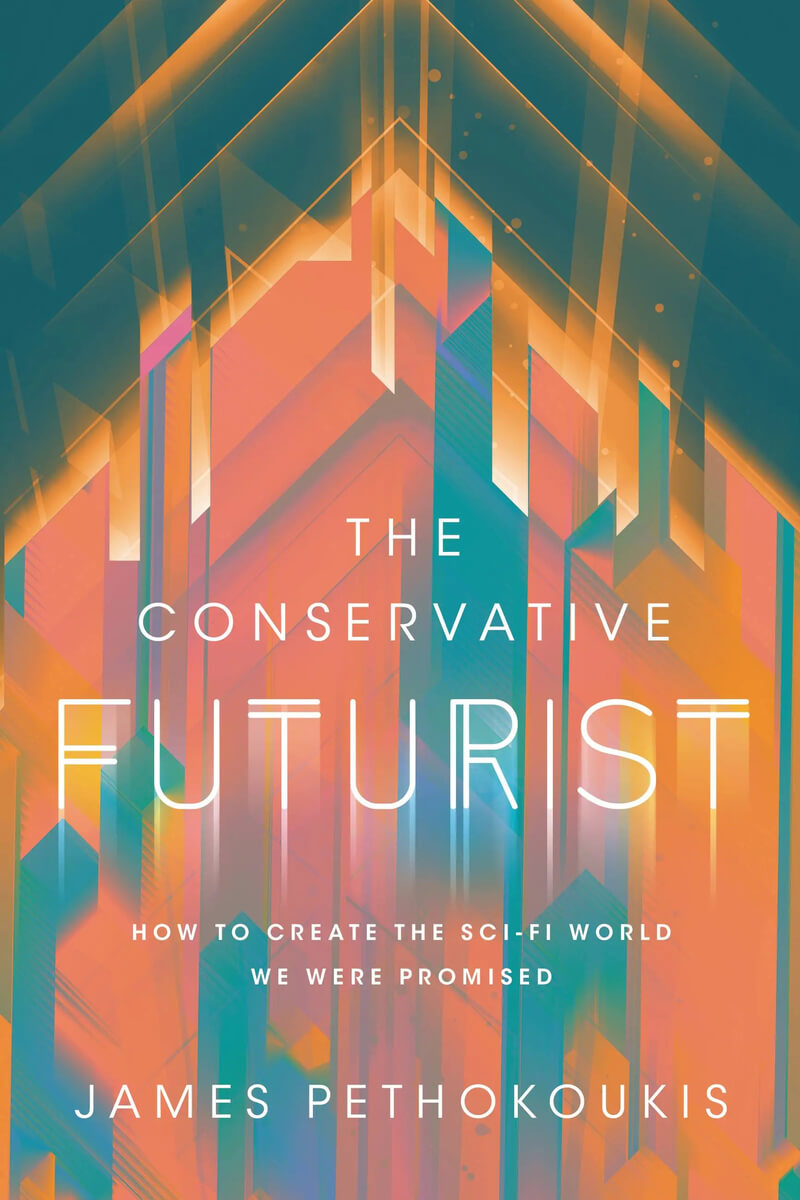 THE
CONSERVATIVE
FUTURIST
HOW TO CREATE THE SCI-FI WORLD
WE WERE PROMISED
JAMES PETHOKOUKIS